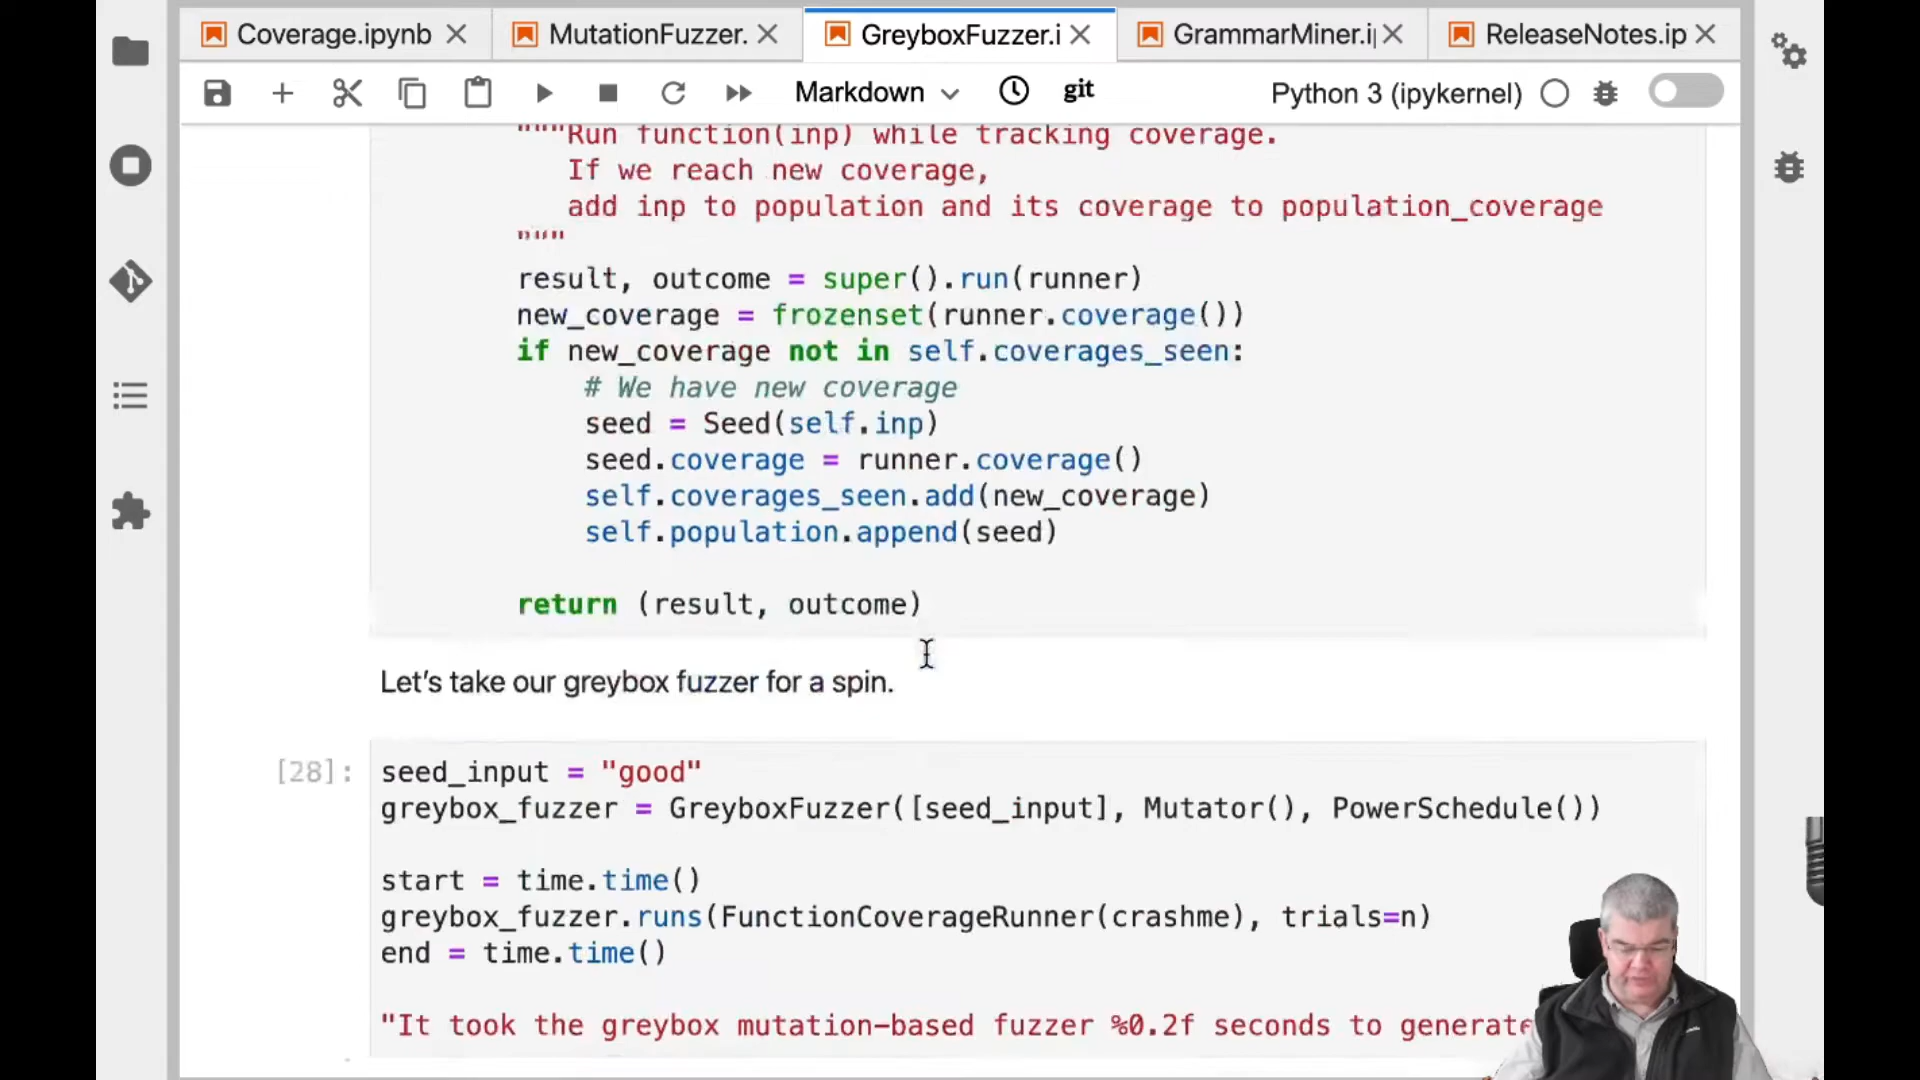 Coverage.ipynb
MutationFuzzer.
GreyboxFuzzer.i
GrammarMiner.i
ReleaseNotes.ip
Markdown
git
Python 3 (ipykernel)
"""Run function(inp) while tracking coverage.
If we reach new coverage,
add inp to population and its coverage to population_coverage
"""
result, outcome = super().run(runner)
new_coverage = frozenset(runner.coverage())
if new_coverage not in self.coverages_seen:
# We have new coverage
seed = Seed(self.inp)
seed.coverage = runner.coverage()
self.coverages_seen.add(new_coverage)
self.population.append(seed)
return (result, outcome)
Let's take our greybox fuzzer for a spin.
[28]:
seed_input = "good"
greybox_fuzzer = GreyboxFuzzer([seed_input], Mutator(), PowerSchedule())
start = time.time()
greybox_fuzzer.runs(FunctionCoverageRunner(crashme), trials=n)
end = time.time()
"It took the greybox mutation-based fuzzer %0.2f seconds to generate